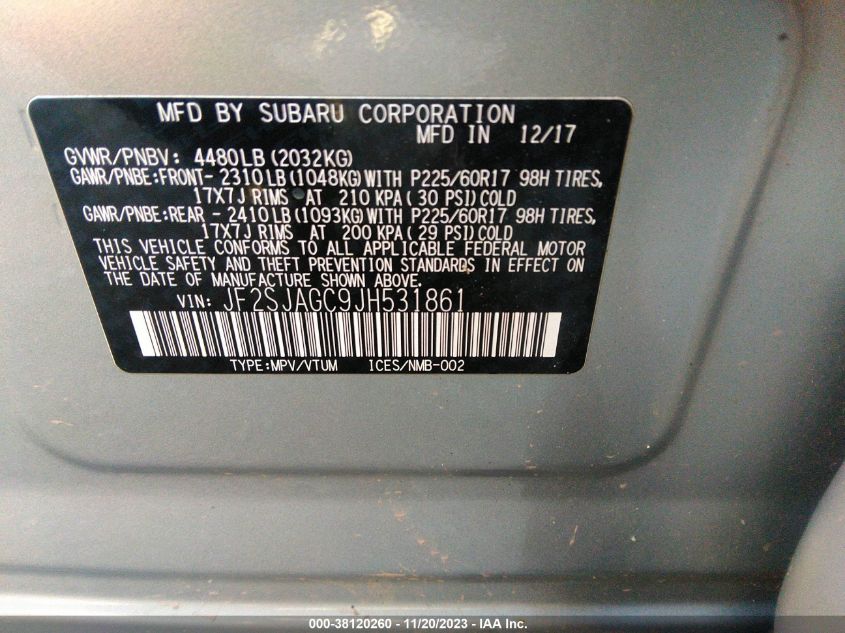 MFD BY SUBARU CORPORATION
MFD IN 12/17
GVWR/PNBV: 4480LB(2032KG)
GAWR/PNBE:FRONT- 2310LB(1048KG)WITH P225/60R17 98H TIRES,
17X7J RIMS AT 210 KPA( 30 PSI)COLD
GAWR/PNBE:REAR - 2410LB(1093KG)WITH P225/60R17 98H TIRES,
17X7J RIMS AT 200 KPA( 29 PSI)COLD
THIS VEHICLE CONFORMS TO ALL APPLICABLE FEDERAL MOTOR
VEHICLE SAFETY AND THEFT PREVENTION STANDARDS IN EFFECT ON
THE DATE OF MANUFACTURE SHOWN ABOVE.
VIN: JF2SJAGC9JH531861
TYPE:MPV/VTUM ICES/NMB-002
000-38120260 - 11/20/2023 - IAA Inc.